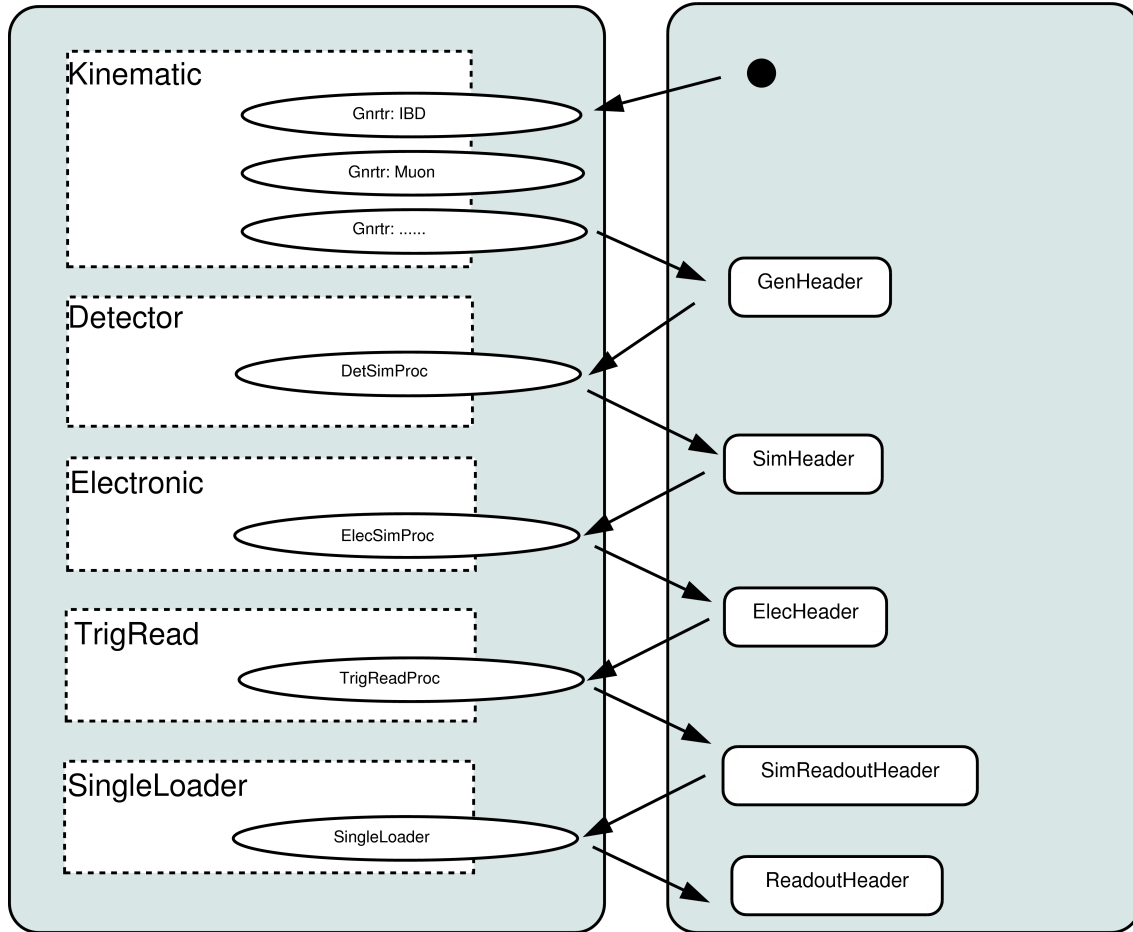 Kinematic
Gnrtr: IBD
Gnrtr: Muon
Gnrtr: ......
GenHeader
Detector
DetSimProc
SimHeader
Electronic
ElecSimProc
ElecHeader
TrigRead
TrigReadProc
SimReadoutHeader
SingleLoader
SingleLoader
ReadoutHeader